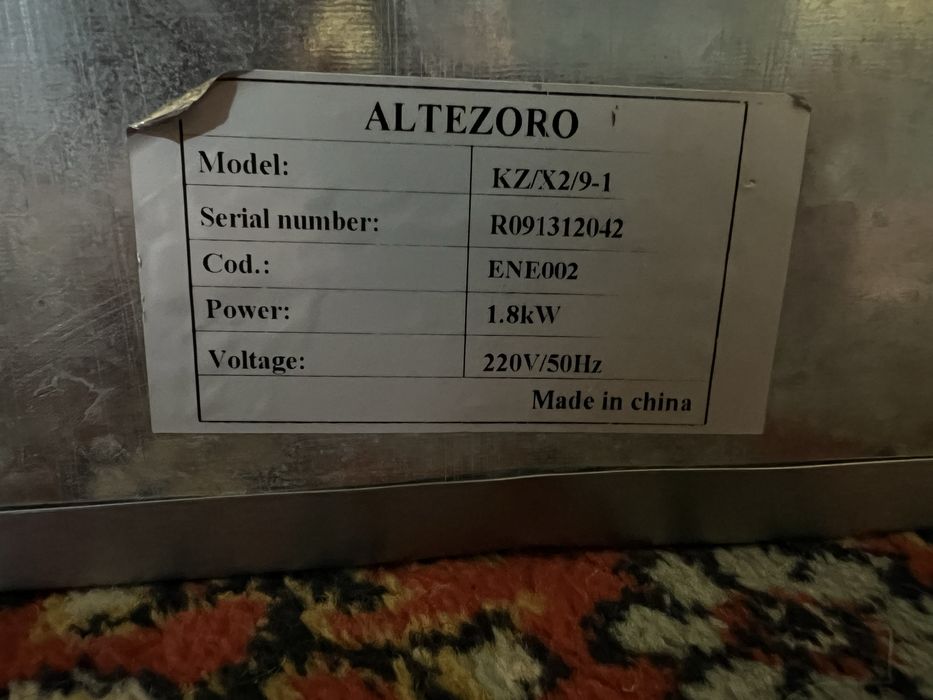 ALTEZORO
Model: KZ/X2/9-1
Serial number: R091312042
Cod.: ENE002
Power: 1.8kW
Voltage: 220V/50Hz
Made in china